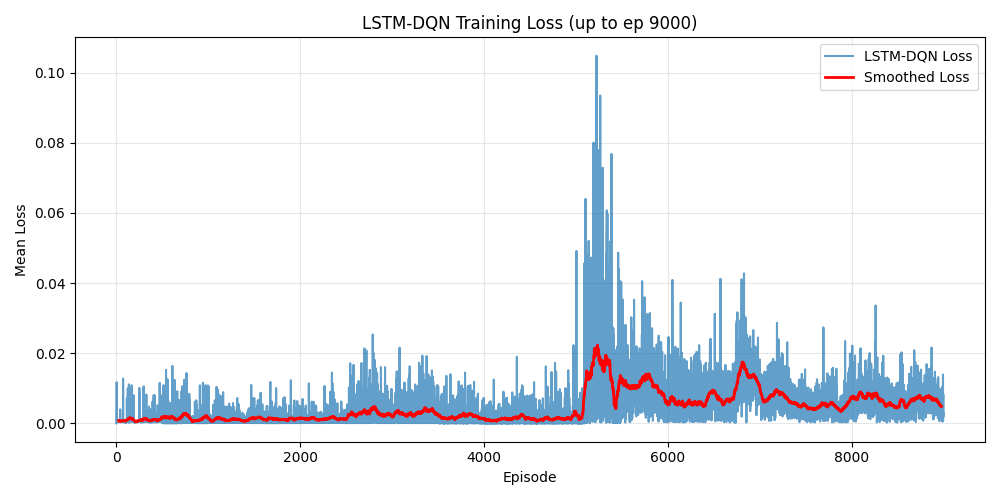 LSTM-DQN Training Loss (up to ep 9000)
LSTM-DQN Loss
Smoothed Loss
Mean Loss
0.10
0.08
0.06
0.04
0.02
0.00
0 2000 4000 6000 8000
Episode